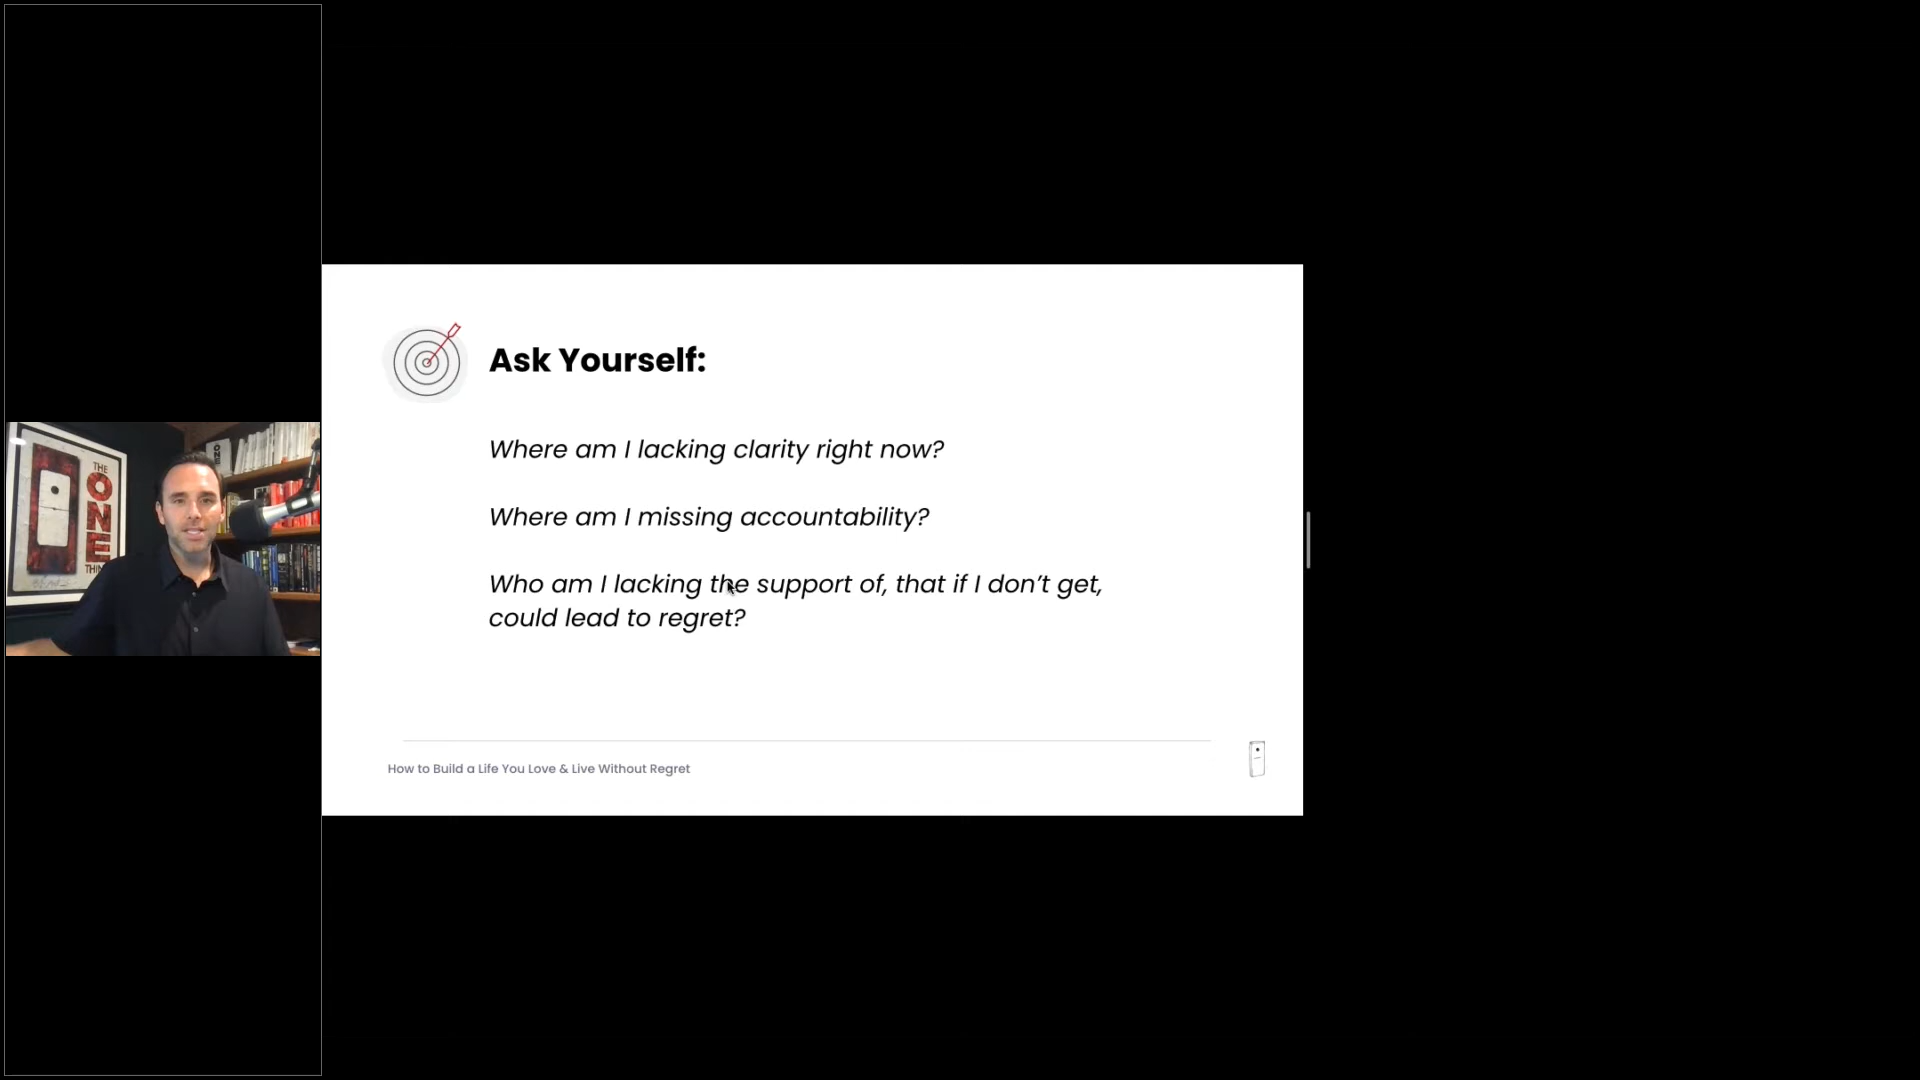 THE
ONE
THIN
Ask Yourself:
Where am I lacking clarity right now?
Where am I missing accountability?
Who am I lacking the support of, that if I don’t get,
could lead to regret?
How to Build a Life You Love & Live Without Regret